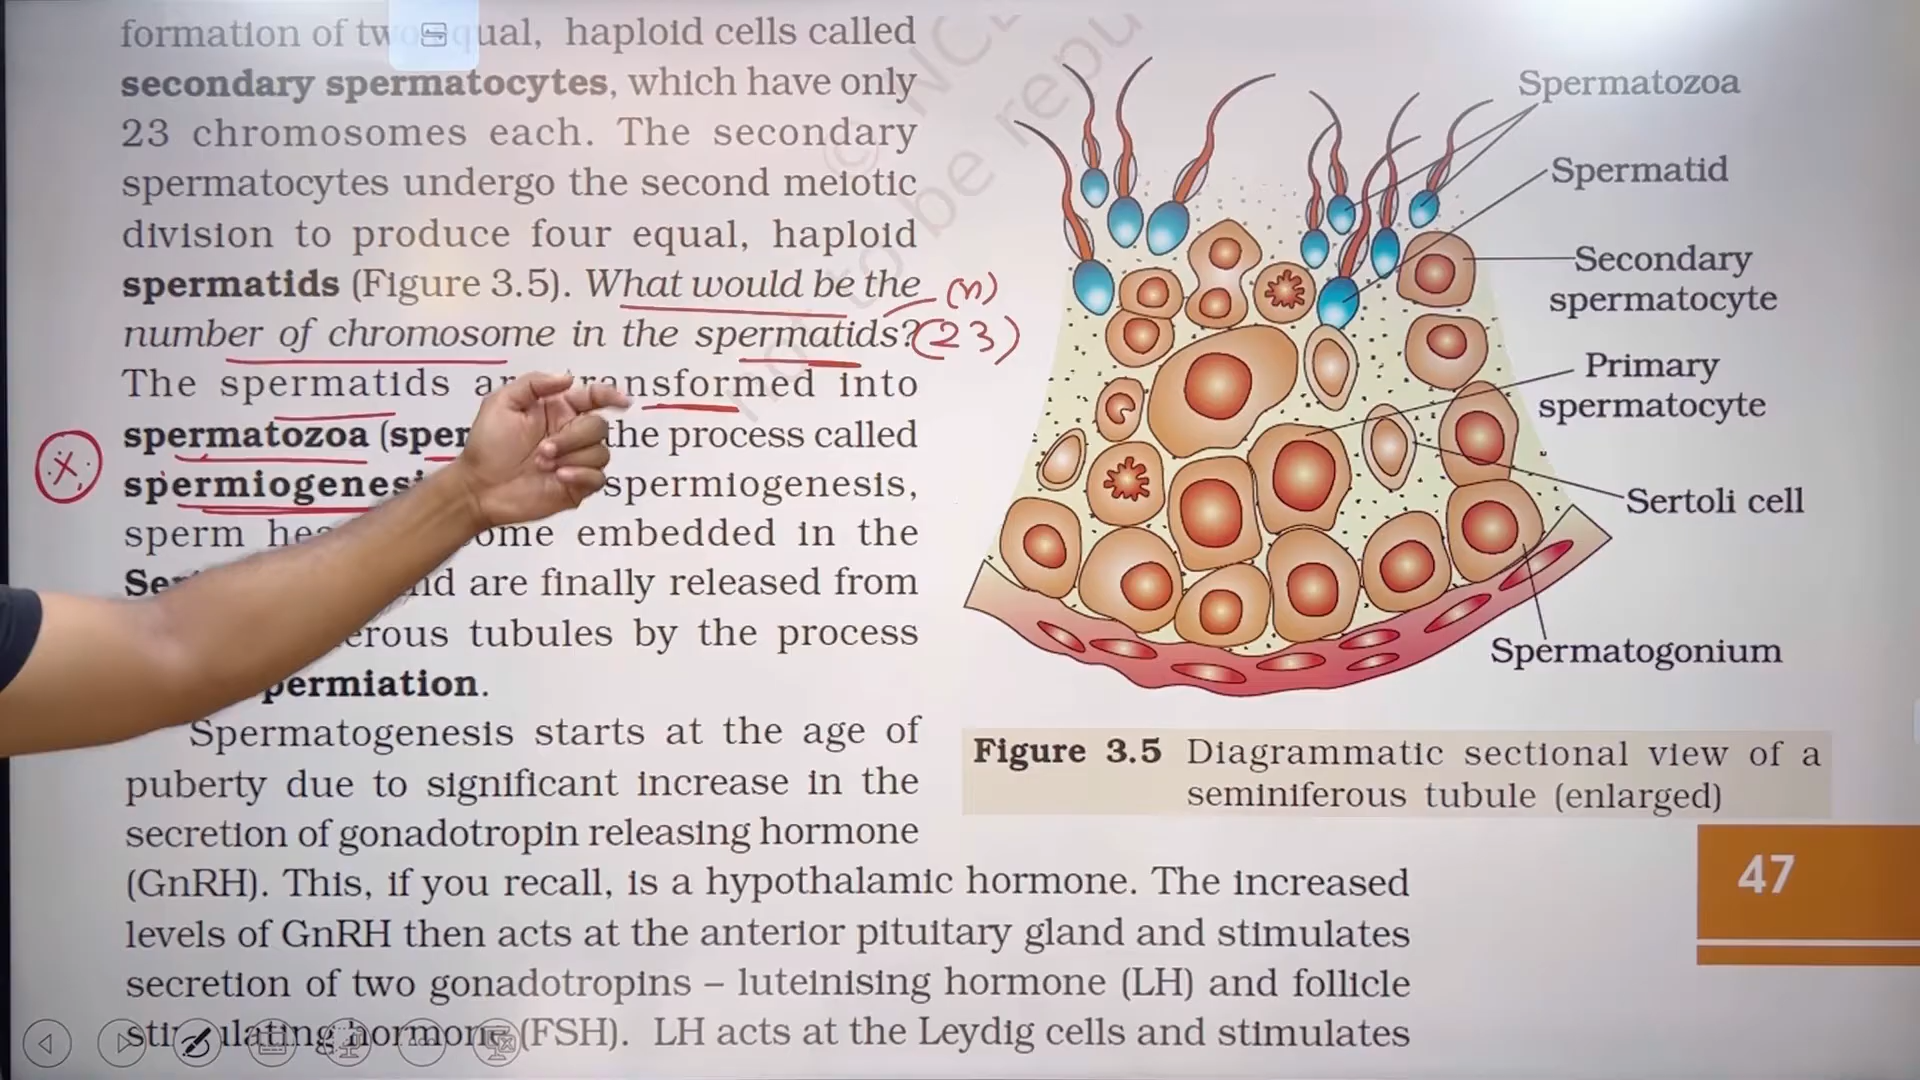 formation of tw qual, haploid cells called
secondary spermatocytes, which have only
23 chromosomes each. The secondary
spermatocytes undergo the second meiotic
division to produce four equal, haploid
spermatids (Figure 3.5). What would be the
(n)
number of chromosome in the spermatids?
(23)
The spermatids transformed into
spermatozoa the process called
spermiogenesis, sperm
embedded in the
and are finally released from
tubules by the process
permiation.
Spermatogenesis starts at the age of
puberty due to significant increase in the
secretion of gonadotropin releasing hormone
(GnRH). This, if you recall, is a hypothalamic hormone. The increased
levels of GnRH then acts at the anterior pituitary gland and stimulates
secretion of two gonadotropins – luteinising hormone (LH) and follicle
stimulating hormone (FSH). LH acts at the Leydig cells and stimulates
Spermatozoa
Spermatid
Secondary
spermatocyte
Primary
spermatocyte
Sertoli cell
Spermatogonium
Figure 3.5 Diagrammatic sectional view of a
seminiferous tubule (enlarged)
47